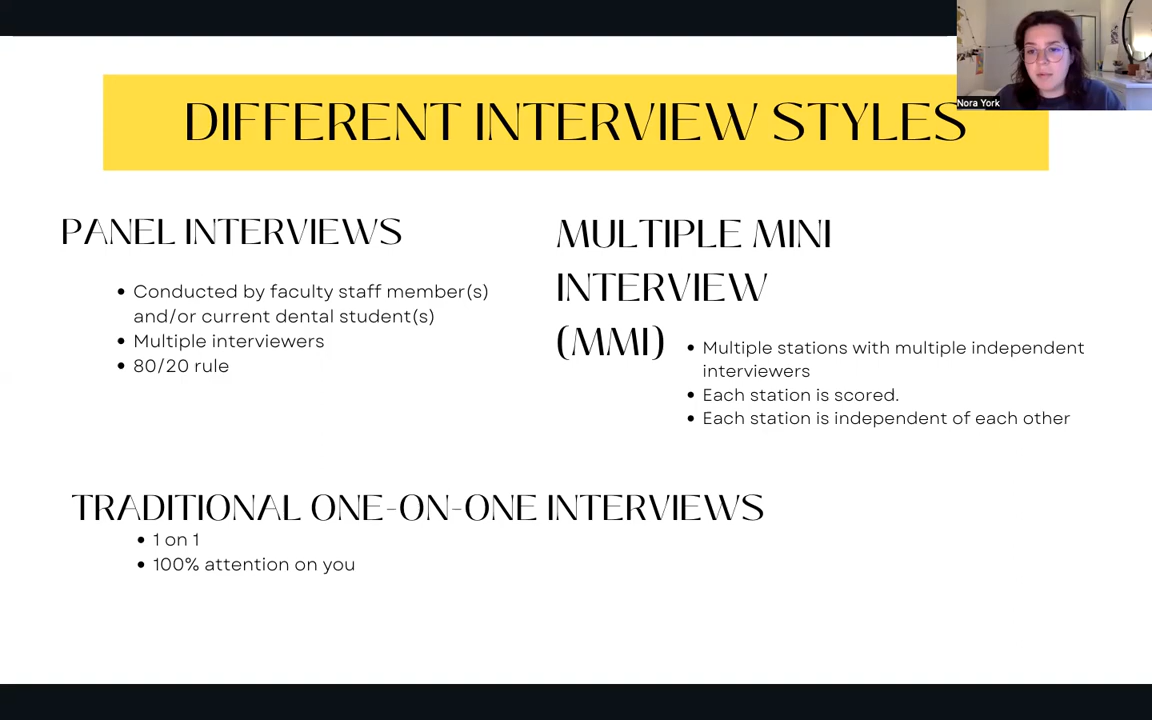 DIFFERENT INTERVIEW STYLES
Nora York
PANEL INTERVIEWS
• Conducted by faculty staff member(s)
and/or current dental student(s)
• Multiple interviewers
• 80/20 rule
MULTIPLE MINI
INTERVIEW
(MMI)
• Multiple stations with multiple independent
interviewers
• Each station is scored.
• Each station is independent of each other
TRADITIONAL ONE-ON-ONE INTERVIEWS
• 1 on 1
• 100% attention on you